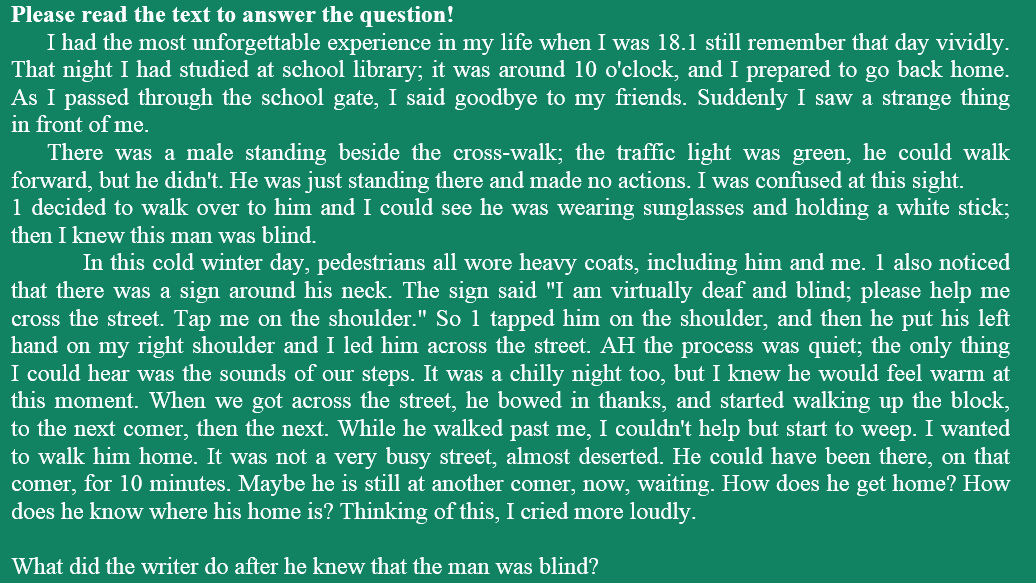 Please read the text to answer the question!
I had the most unforgettable experience in my life when I was 18.1 still remember that day vividly.
That night I had studied at school library; it was around 10 o'clock, and I prepared to go back home.
As I passed through the school gate, I said goodbye to my friends. Suddenly I saw a strange thing
in front of me.
There was a male standing beside the cross-walk; the traffic light was green, he could walk
forward, but he didn't. He was just standing there and made no actions. I was confused at this sight.
1 decided to walk over to him and I could see he was wearing sunglasses and holding a white stick;
then I knew this man was blind.
In this cold winter day, pedestrians all wore heavy coats, including him and me. 1 also noticed
that there was a sign around his neck. The sign said "I am virtually deaf and blind; please help me
cross the street. Tap me on the shoulder." So 1 tapped him on the shoulder, and then he put his left
hand on my right shoulder and I led him across the street. AH the process was quiet; the only thing
I could hear was the sounds of our steps. It was a chilly night too, but I knew he would feel warm at
this moment. When we got across the street, he bowed in thanks, and started walking up the block,
to the next comer, then the next. While he walked past me, I couldn't help but start to weep. I wanted
to walk him home. It was not a very busy street, almost deserted. He could have been there, on that
comer, for 10 minutes. Maybe he is still at another comer, now, waiting. How does he get home? How
does he know where his home is? Thinking of this, I cried more loudly.
What did the writer do after he knew that the man was blind?